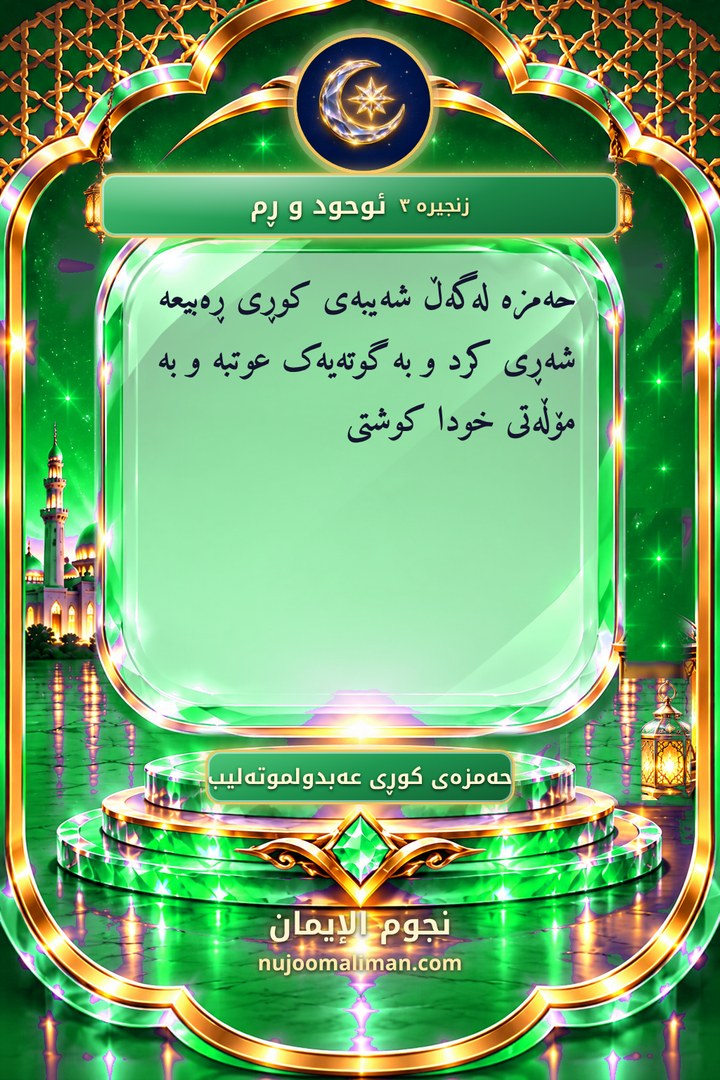 زنجیرە ٣ ئوحود و ڕم
حەمزە لەگەڵ شەیبەی کوڕی ڕەبیعە
شەڕی کرد و بە گوتەیەک عوتبە و بە
مۆڵەتی خودا کوشتی
حەمزەی کوڕی عەبدولموتەلیب
نجوم الإيمان
nujoomaliman.com